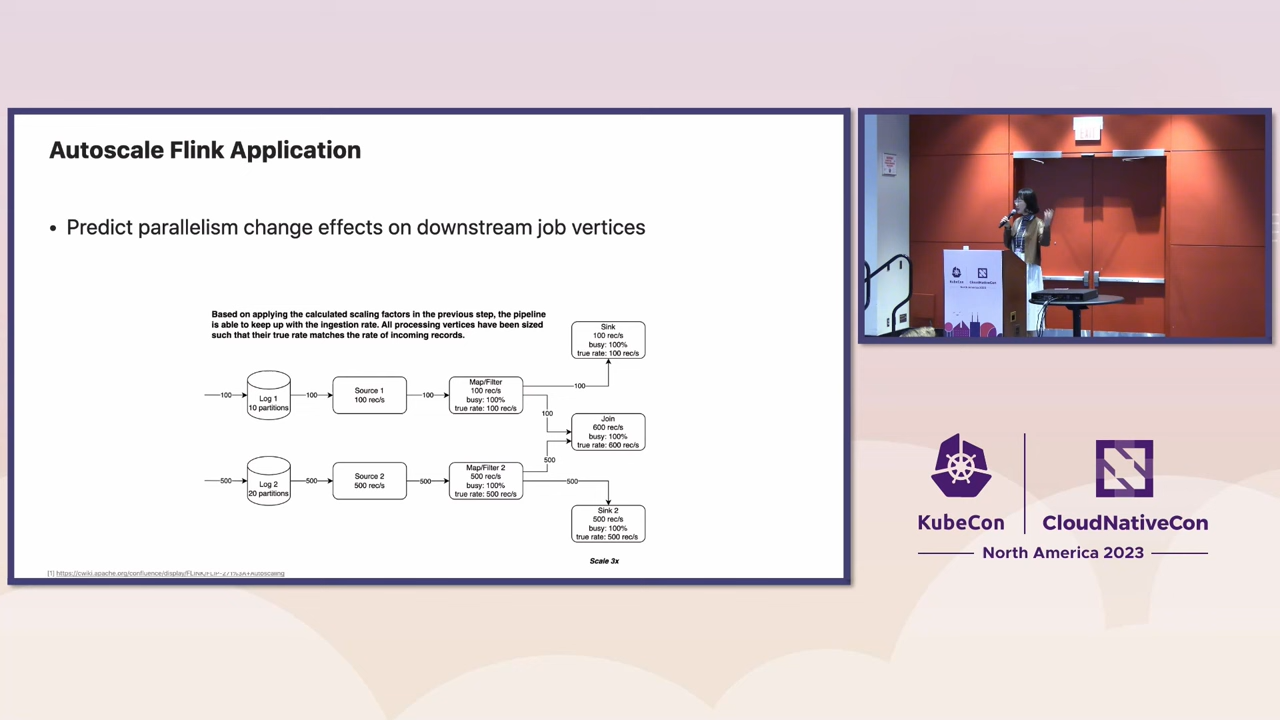 Autoscale Flink Application
• Predict parallelism change effects on downstream job vertices
Based on applying the calculated scaling factors in the previous step, the pipeline
is able to keep up with the ingestion rate. All processing vertices have been sized
such that their true rate matches the rate of incoming records.
Sink
100 rec/s
busy: 100%
true rate: 100 rec/s
100
Log 1
10 partitions
100
Source 1
100 rec/s
100
Map/Filter
100 rec/s
busy: 100%
true rate: 100 rec/s
100
100
Join
600 rec/s
busy: 100%
true rate: 600 rec/s
500
Log 2
20 partitions
500
Source 2
500 rec/s
500
Map/Filter 2
500 rec/s
busy: 100%
true rate: 500 rec/s
500
500
Sink 2
500 rec/s
busy: 100%
true rate: 500 rec/s
Scale 3x
KubeCon
CloudNativeCon
North America 2023
KubeCon
CloudNativeCon
North America 2023